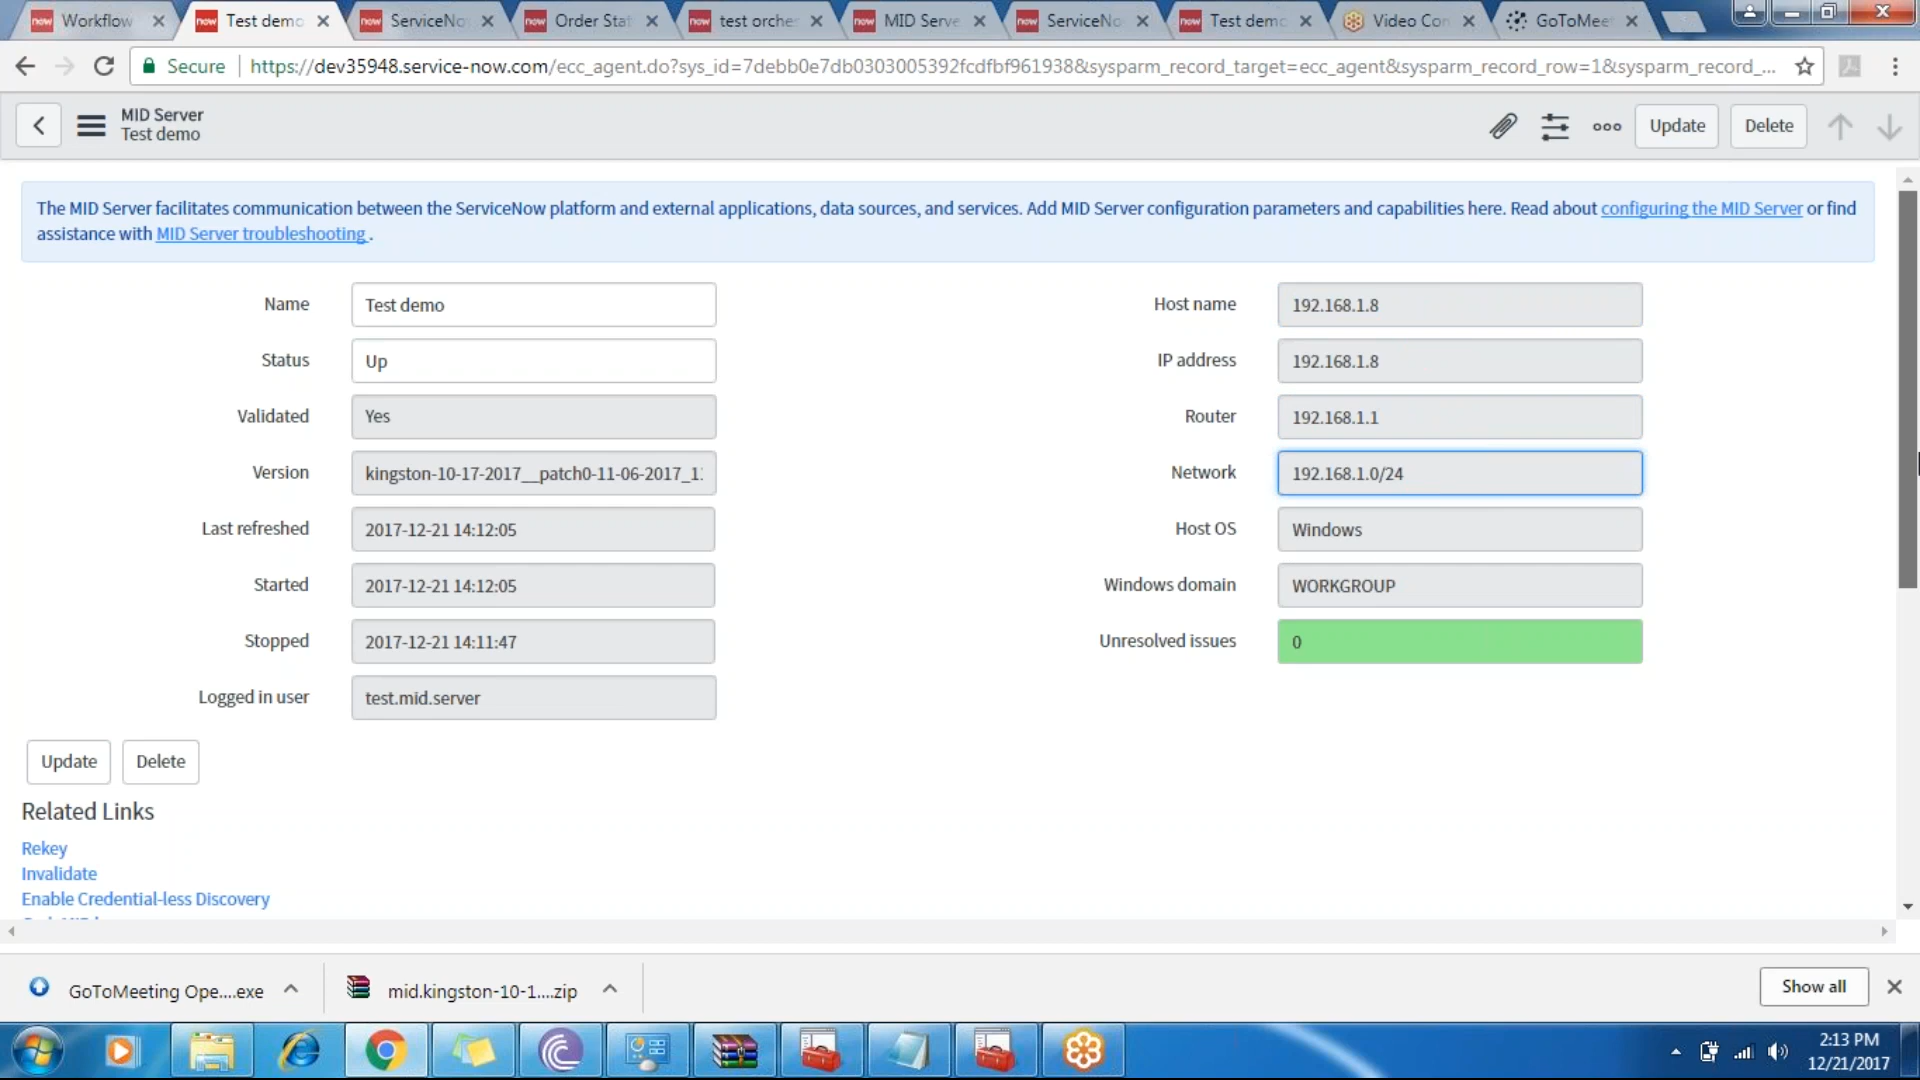 now Workflow
now Test demo
now ServiceNo
now Order Stat
now test orche
now MID Serve
now ServiceNo
now Test demo
Video Con
GoToMeet
Secure
https://dev35948.service-now.com/ecc_agent.do?sys_id=7debb0e7db0303005392fcdfbf961938&sysparm_record_target=ecc_agent&sysparm_record_row=1&sysparm_record_...
MID Server
Test demo
Update
Delete
The MID Server facilitates communication between the ServiceNow platform and external applications, data sources, and services. Add MID Server configuration parameters and capabilities here. Read about configuring the MID Server or find
assistance with MID Server troubleshooting .
Name
Test demo
Host name
192.168.1.8
Status
Up
IP address
192.168.1.8
Validated
Yes
Router
192.168.1.1
Version
kingston-10-17-2017__patch0-11-06-2017_1
Network
192.168.1.0/24
Last refreshed
2017-12-21 14:12:05
Host OS
Windows
Started
2017-12-21 14:12:05
Windows domain
WORKGROUP
Stopped
2017-12-21 14:11:47
Unresolved issues
0
Logged in user
test.mid.server
Update
Delete
Related Links
Rekey
Invalidate
Enable Credential-less Discovery
GoToMeeting Ope....exe
mid.kingston-10-1....zip
Show all
2:13 PM
12/21/2017